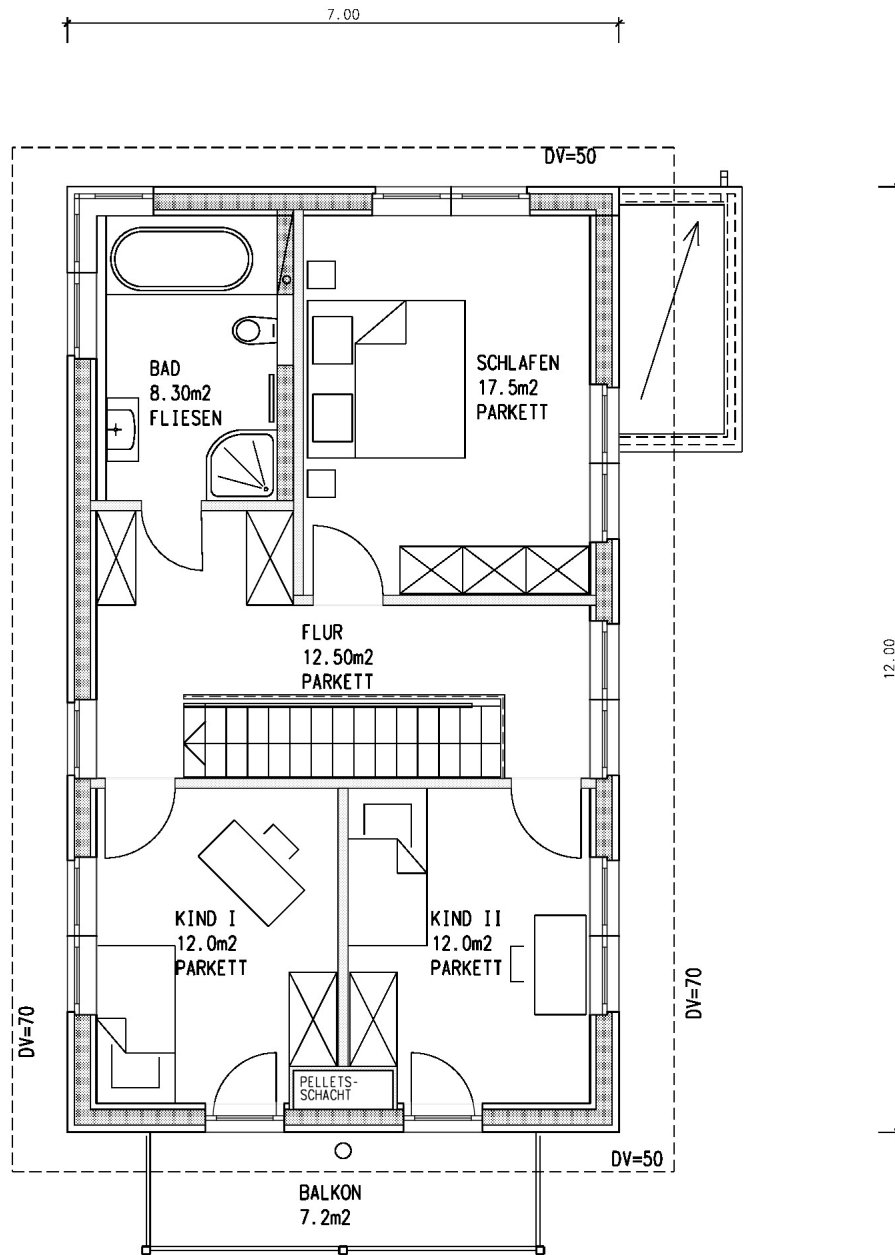 7.00
DV=50
BAD
8.30m2
FLIESEN
SCHLAFEN
17.5m2
PARKETT
FLUR
12.50m2
PARKETT
12.00
KIND I
12.0m2
PARKETT
KIND II
12.0m2
PARKETT
DV=70
DV=70
PELLETS-
SCHACHT
DV=50
BALKON
7.2m2